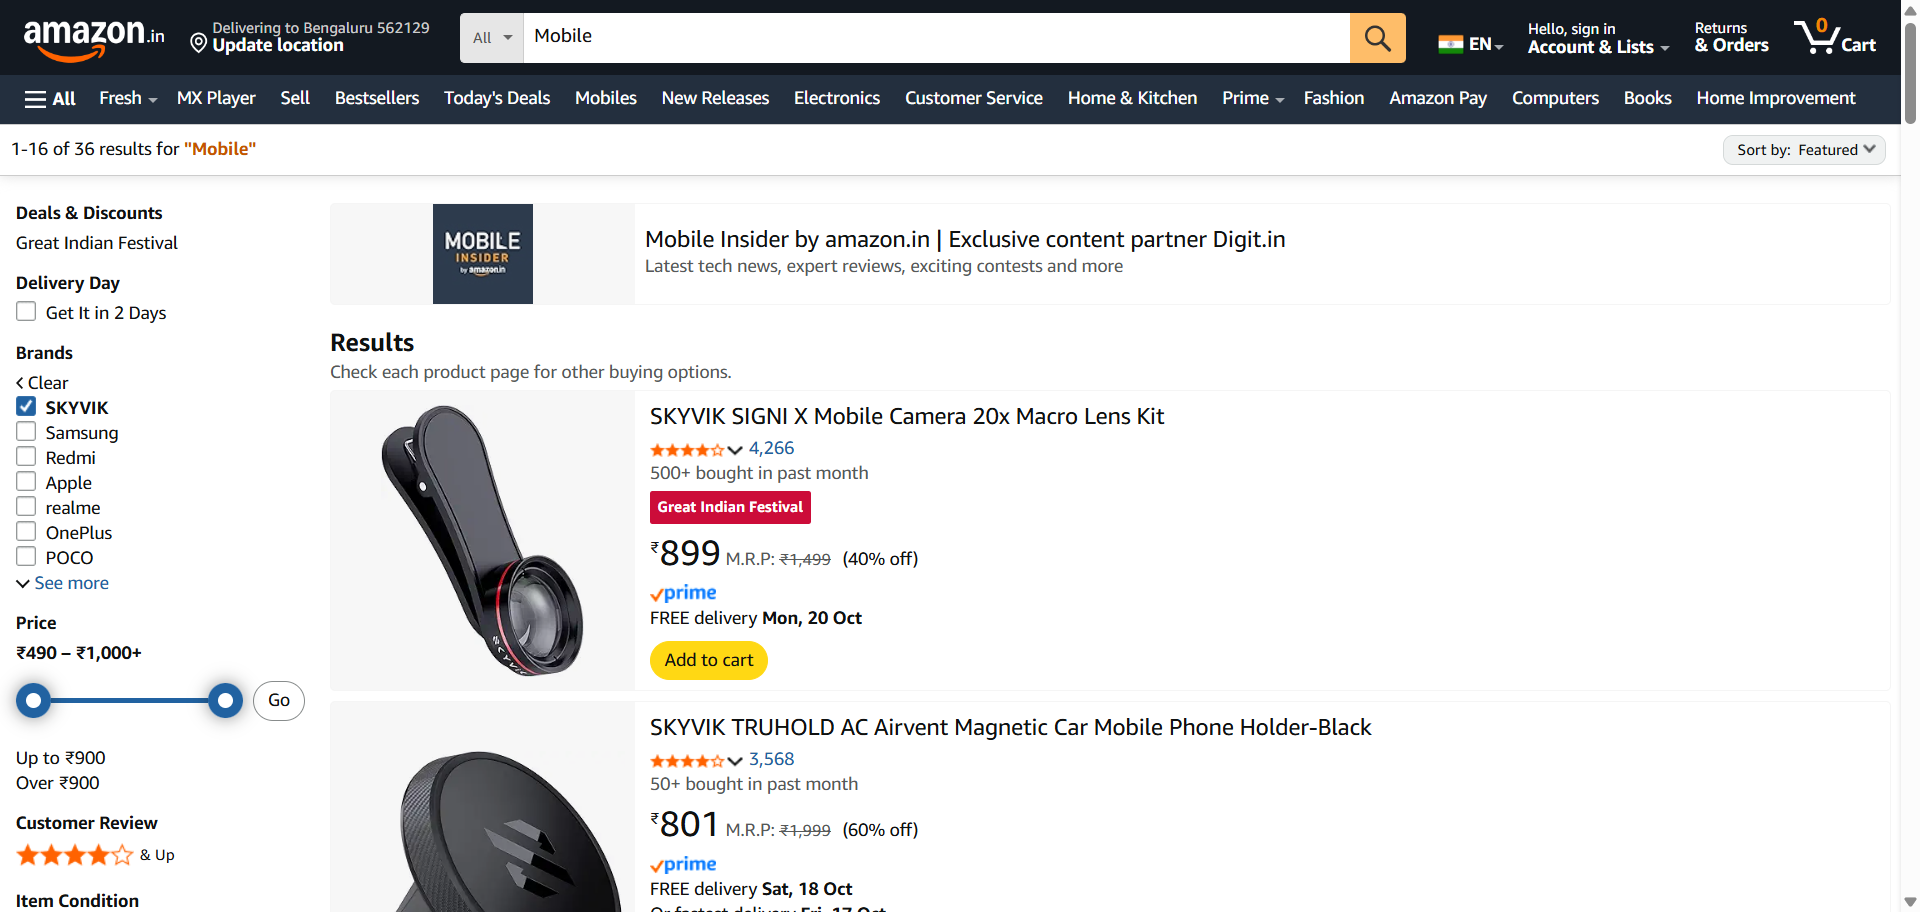 amazon.in
Delivering to Bengaluru 562129
Update location
All
Mobile
EN
Hello, sign in
Account & Lists
Returns
& Orders
0
Cart
All
Fresh
MX Player
Sell
Bestsellers
Today's Deals
Mobiles
New Releases
Electronics
Customer Service
Home & Kitchen
Prime
Fashion
Amazon Pay
Computers
Books
Home Improvement
1-16 of 36 results for "Mobile"
Sort by: Featured
Deals & Discounts
Great Indian Festival
Delivery Day
Get It in 2 Days
Brands
Clear
SKYVIK
Samsung
Redmi
Apple
realme
OnePlus
POCO
See more
Price
₹490 – ₹1,000+
Go
Up to ₹900
Over ₹900
Customer Review
& Up
Item Condition
MOBILE
INSIDER
by amazon.in
Mobile Insider by amazon.in | Exclusive content partner Digit.in
Latest tech news, expert reviews, exciting contests and more
Results
Check each product page for other buying options.
SKYVIK
SKYVIK SIGNI X Mobile Camera 20x Macro Lens Kit
4,266
500+ bought in past month
Great Indian Festival
₹899 M.R.P: ₹1,499 (40% off)
prime
FREE delivery Mon, 20 Oct
Add to cart
SKYVIK TRUHOLD AC Airvent Magnetic Car Mobile Phone Holder-Black
3,568
50+ bought in past month
₹801 M.R.P: ₹1,999 (60% off)
prime
FREE delivery Sat, 18 Oct
Or fastest delivery Fri, 17 Oct